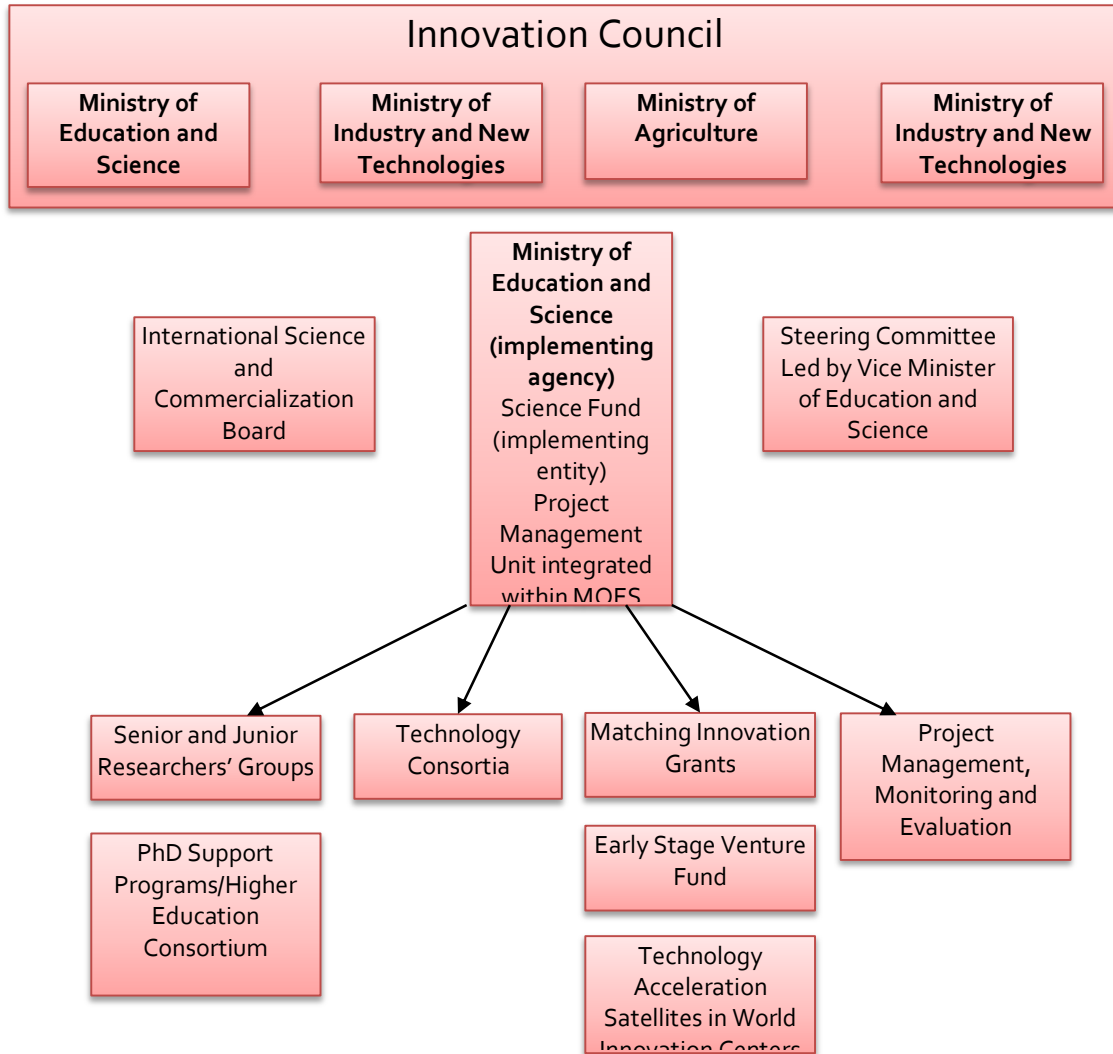 Innovation Council
Ministry of
Education and
Science
Ministry of
Industry and New
Technologies
Ministry of
Agriculture
Ministry of
Industry and New
Technologies
Ministry of
Education and
Science
(implementing
agency)
Science Fund
(implementing
entity)
Project
Management
Unit integrated
within MOES
International Science
and
Commercialization
Board
Steering Committee
Led by Vice Minister
of Education and
Science
Senior and Junior
Researchers’ Groups
Technology
Consortia
Matching Innovation
Grants
Project
Management,
Monitoring and
Evaluation
PhD Support
Programs/Higher
Education
Consortium
Early Stage Venture
Fund
Technology
Acceleration
Satellites in World
Innovation Centers